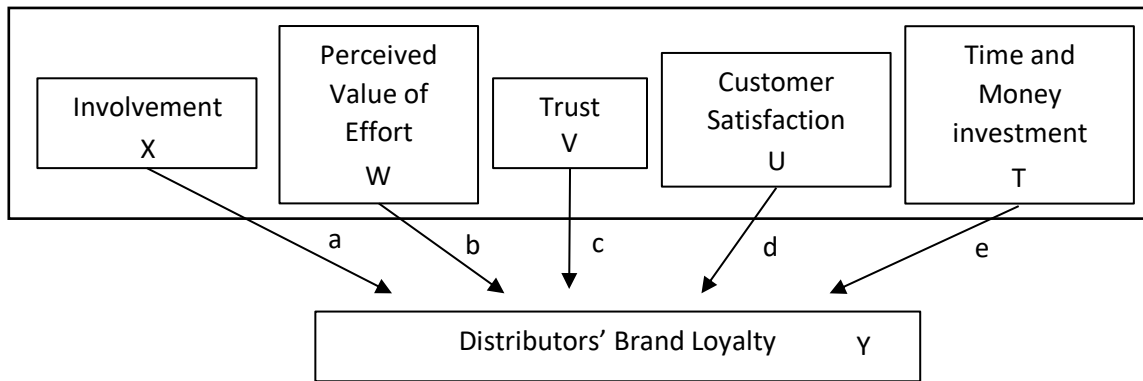 Involvement
X
Perceived
Value of
Effort
W
Trust
V
Customer
Satisfaction
U
Time and
Money
investment
T
a
b
c
d
e
Distributors’ Brand Loyalty Y